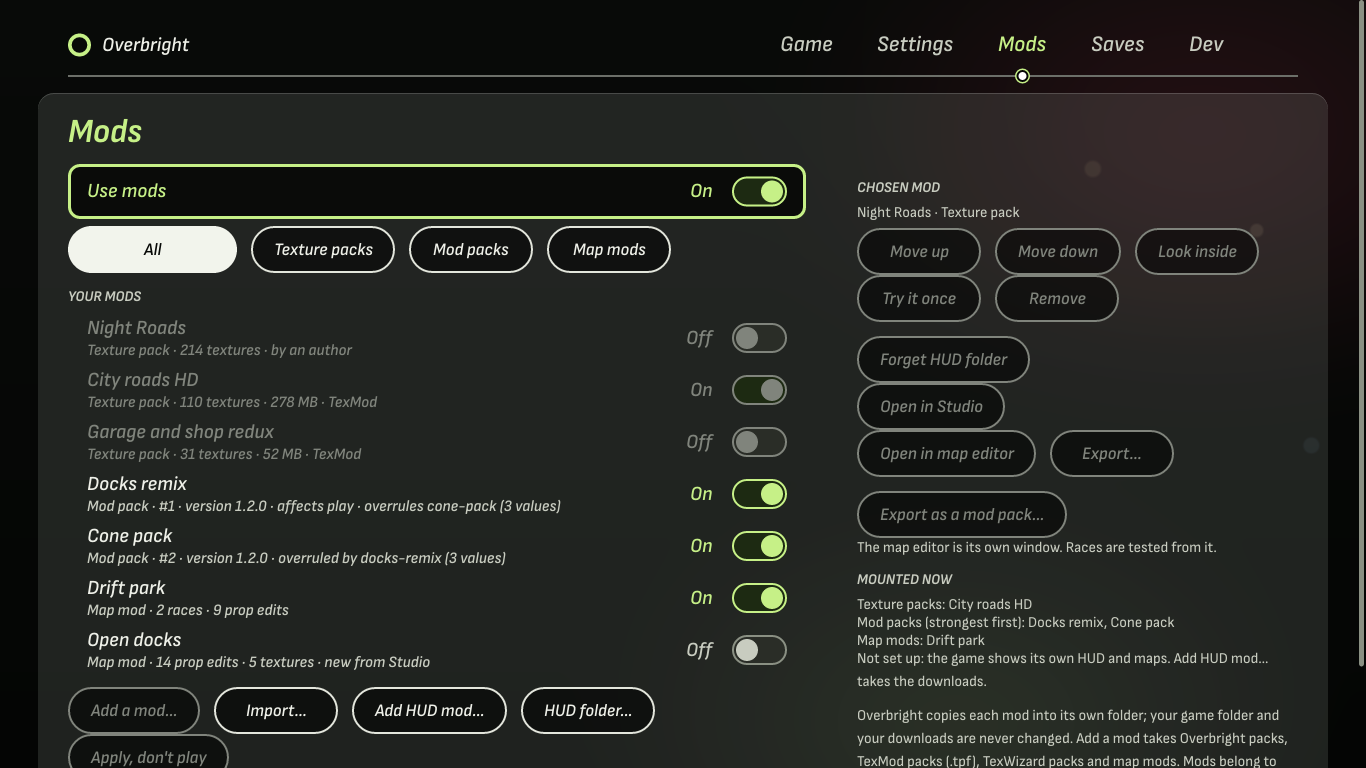 Overbright
Game
Settings
Mods
Saves
Dev
Mods
Use mods
On
All
Texture packs
Mod packs
Map mods
YOUR MODS
Night Roads
Texture pack · 214 textures · by an author
Off
City roads HD
Texture pack · 110 textures · 278 MB · TexMod
On
Garage and shop redux
Texture pack · 31 textures · 52 MB · TexMod
Off
Docks remix
Mod pack · #1 · version 1.2.0 · affects play · overrules cone-pack (3 values)
On
Cone pack
Mod pack · #2 · version 1.2.0 · overruled by docks-remix (3 values)
On
Drift park
Map mod · 2 races · 9 prop edits
On
Open docks
Map mod · 14 prop edits · 5 textures · new from Studio
Off
Add a mod...
Import...
Add HUD mod...
HUD folder...
Apply, don't play
CHOSEN MOD
Night Roads · Texture pack
Move up
Move down
Look inside
Try it once
Remove
Forget HUD folder
Open in Studio
Open in map editor
Export...
Export as a mod pack...
The map editor is its own window. Races are tested from it.
MOUNTED NOW
Texture packs: City roads HD
Mod packs (strongest first): Docks remix, Cone pack
Map mods: Drift park
Not set up: the game shows its own HUD and maps. Add HUD mod...
takes the downloads.
Overbright copies each mod into its own folder; your game folder and
your downloads are never changed. Add a mod takes Overbright packs,
TexMod packs (.tpf), TexWizard packs and map mods. Mods belong to